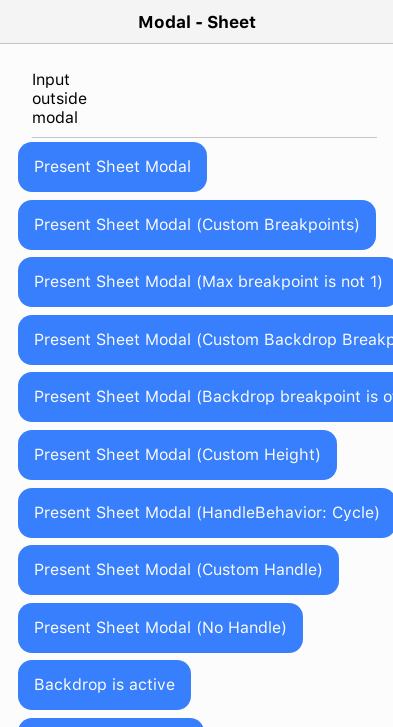 Modal - Sheet
Input
outside
modal
Present Sheet Modal
Present Sheet Modal (Custom Breakpoints)
Present Sheet Modal (Max breakpoint is not 1)
Present Sheet Modal (Custom Backdrop Breakp
Present Sheet Modal (Backdrop breakpoint is o
Present Sheet Modal (Custom Height)
Present Sheet Modal (HandleBehavior: Cycle)
Present Sheet Modal (Custom Handle)
Present Sheet Modal (No Handle)
Backdrop is active